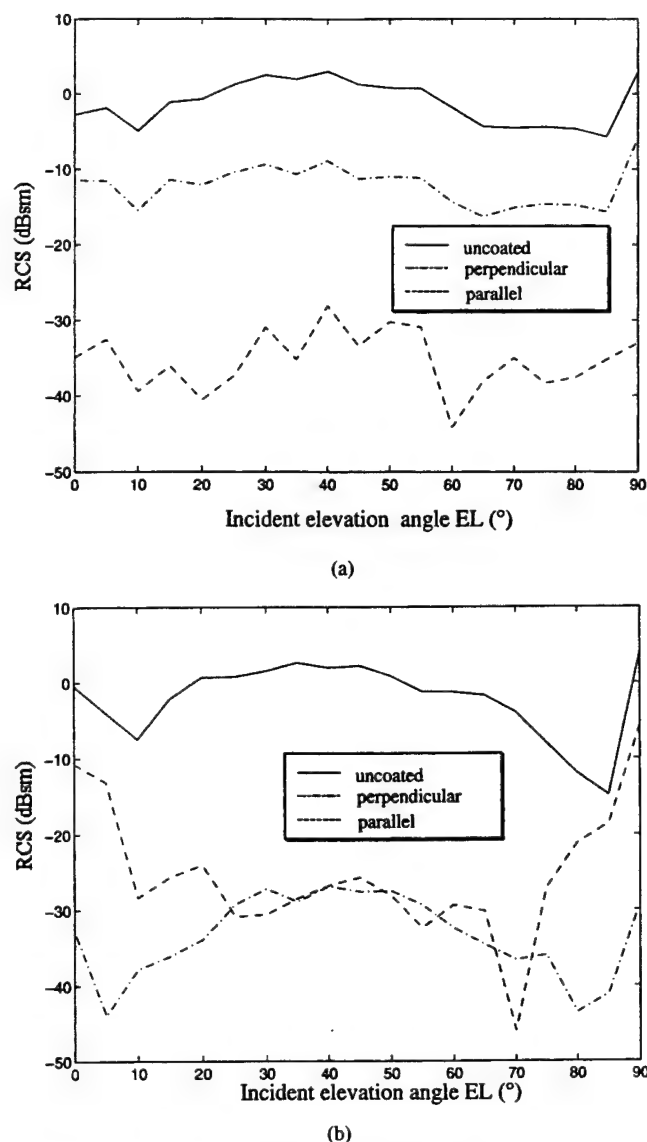 10
0
-10
-20
-30
-40
-50
RCS (dBsm)
uncoated
perpendicular
parallel
0 10 20 30 40 50 60 70 80 90
Incident elevation angle EL (°)
(a)
10
0
-10
-20
-30
-40
-50
RCS (dBsm)
uncoated
perpendicular
parallel
0 10 20 30 40 50 60 70 80 90
Incident elevation angle EL (°)
(b)